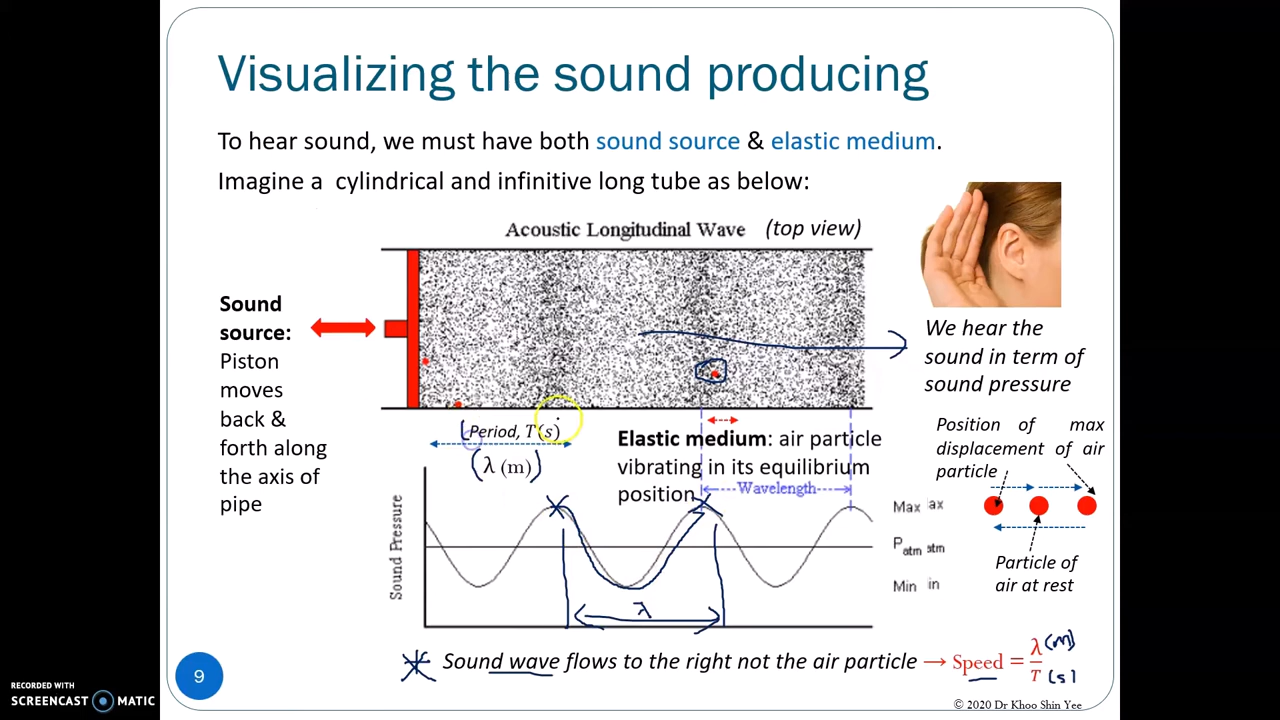 Visualizing the sound producing
To hear sound, we must have both sound source & elastic medium.
Imagine a cylindrical and infinitive long tube as below:
Acoustic Longitudinal Wave (top view)
Sound
source:
Piston
moves
back &
forth along
the axis of
pipe
We hear the
sound in term of
sound pressure
Period, T(s)
(λ (m))
Elastic medium: air particle
vibrating in its equilibrium
position
Wavelength
Position of max
displacement of air
particle
Particle of
air at rest
Sound Pressure
Max ax
Patm atm
Min in
λ
Sound wave flows to the right not the air particle → Speed = λ/T
(m)
(s)
9
RECORDED WITH
SCREENCAST MATIC
© 2020 Dr Khoo Shin Yee